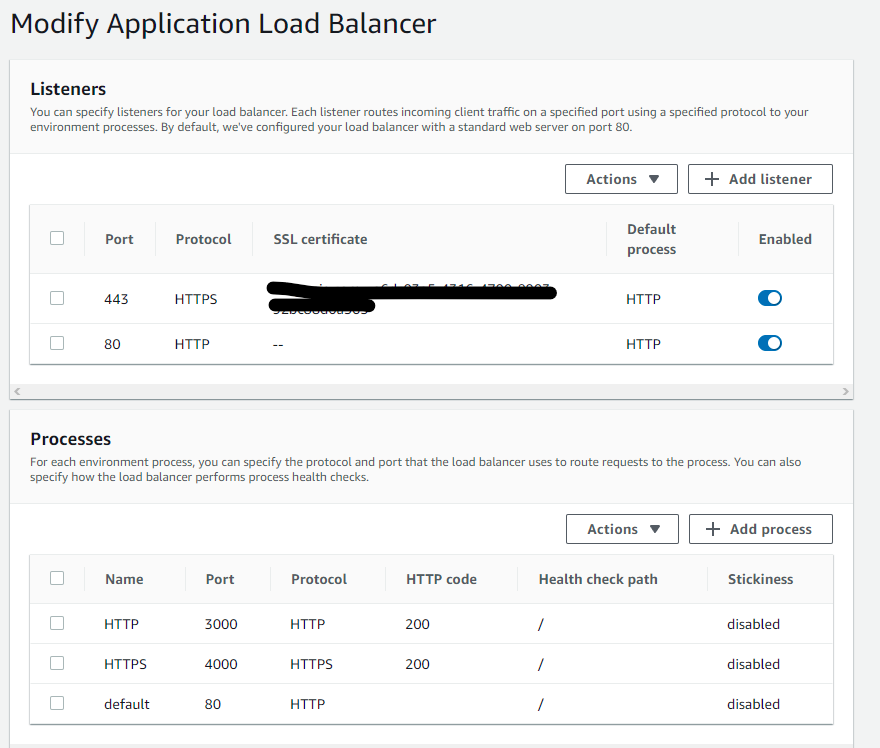 Modify Application Load Balancer
Listeners
You can specify listeners for your load balancer. Each listener routes incoming client traffic on a specified port using a specified protocol to your
environment processes. By default, we've configured your load balancer with a standard web server on port 80.
Actions Add listener
Port Protocol SSL certificate Default process Enabled
443 HTTPS HTTP
80 HTTP -- HTTP
Processes
For each environment process, you can specify the protocol and port that the load balancer uses to route requests to the process. You can also
specify how the load balancer performs process health checks.
Actions Add process
Name Port Protocol HTTP code Health check path Stickiness
HTTP 3000 HTTP 200 / disabled
HTTPS 4000 HTTPS 200 / disabled
default 80 HTTP / disabled